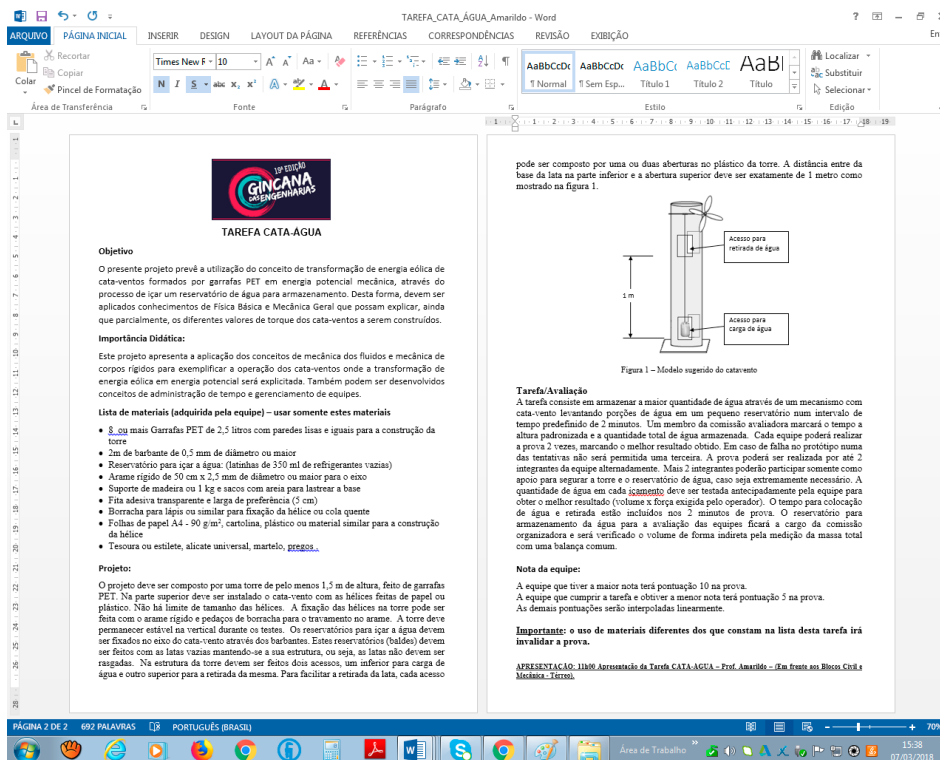 TAREFA_CATA_ÁGUA_Amarildo - Word
ARQUIVO PÁGINA INICIAL INSERIR DESIGN LAYOUT DA PÁGINA REFERÊNCIAS CORRESPONDÊNCIAS REVISÃO EXIBIÇÃO
En
Colar
Recortar
Copiar
Pincel de Formatação
Área de Transferência
Times New F 10
N I S abc x₂ x²
Fonte
Parágrafo
AaBbCcDc AaBbCcDc AaBbCc AaBbCcE AaBl
¶ Normal ¶ Sem Esp... Título 1 Título 2 Título
Estilo
Localizar
Substituir
Selecionar
Edição
19ª EDIÇÃO
GINCANA
DAS ENGENHARIAS
TAREFA CATA-ÁGUA
Objetivo
O presente projeto prevê a utilização do conceito de transformação de energia eólica de
cata-ventos formados por garrafas PET em energia potencial mecânica, através do
processo de içar um reservatório de água para armazenamento. Desta forma, devem ser
aplicados conhecimentos de Física Básica e Mecânica Geral que possam explicar, ainda
que parcialmente, os diferentes valores de torque dos cata-ventos a serem construídos.
Importância Didática:
Este projeto apresenta a aplicação dos conceitos de mecânica dos fluidos e mecânica de
corpos rígidos para exemplificar a operação dos cata-ventos onde a transformação de
energia eólica em energia potencial será explicitada. Também podem ser desenvolvidos
conceitos de administração de tempo e gerenciamento de equipes.
Lista de materiais (adquirida pela equipe) – usar somente estes materiais
• 8 ou mais Garrafas PET de 2,5 litros com paredes lisas e iguais para a construção da
torre
• 2m de barbante de 0,5 mm de diâmetro ou maior
• Reservatório para içar a água: (latinhas de 350 ml de refrigerantes vazias)
• Arame rígido de 50 cm x 2,5 mm de diâmetro ou maior para o eixo
• Suporte de madeira ou 1 kg e sacos com areia para lastrear a base
• Fita adesiva transparente e larga de preferência (5 cm)
• Borracha para lápis ou similar para fixação da hélice ou cola quente
• Folhas de papel A4 - 90 g/m², cartolina, plástico ou material similar para a construção
da hélice
• Tesoura ou estilete, alicate universal, martelo, pregos .
Projeto:
O projeto deve ser composto por uma torre de pelo menos 1,5 m de altura, feito de garrafas
PET. Na parte superior deve ser instalado o cata-vento com as hélices feitas de papel ou
plástico. Não há limite de tamanho das hélices. A fixação das hélices na torre pode ser
feita com o arame rígido e pedaços de borracha para o travamento no arame. A torre deve
permanecer estável na vertical durante os testes. Os reservatórios para içar a água devem
ser fixados no eixo do cata-vento através dos barbantes. Estes reservatórios (baldes) devem
ser feitos com as latas vazias mantendo-se a sua estrutura, ou seja, as latas não devem ser
rasgadas. Na estrutura da torre devem ser feitos dois acessos, um inferior para carga de
água e outro superior para a retirada da mesma. Para facilitar a retirada da lata, cada acesso
pode ser composto por uma ou duas aberturas no plástico da torre. A distância entre da
base da lata na parte inferior e a abertura superior deve ser exatamente de 1 metro como
mostrado na figura 1.
Acesso para
retirada de água
1 m
Acesso para
carga de água
Figura 1 – Modelo sugerido do catavento
Tarefa/Avaliação
A tarefa consiste em armazenar a maior quantidade de água através de um mecanismo com
cata-vento levantando porções de água em um pequeno reservatório num intervalo de
tempo predefinido de 2 minutos. Um membro da comissão avaliadora marcará o tempo a
altura padronizada e a quantidade total de água armazenada. Cada equipe poderá realizar
a prova 2 vezes, marcando o melhor resultado obtido. Em caso de falha no protótipo numa
das tentativas não será permitida uma terceira. A prova poderá ser realizada por até 2
integrantes da equipe alternadamente. Mais 2 integrantes poderão participar somente como
apoio para segurar a torre e o reservatório de água, caso seja extremamente necessário. A
quantidade de água em cada içamento deve ser testada antecipadamente pela equipe para
obter o melhor resultado (volume x força exigida pelo operador). O tempo para colocação
de água e retirada estão incluídos nos 2 minutos de prova. O reservatório para
armazenamento da água para a avaliação das equipes ficará a cargo da comissão
organizadora e será verificado o volume de forma indireta pela medição da massa total
com uma balança comum.
Nota da equipe:
A equipe que tiver a maior nota terá pontuação 10 na prova.
A equipe que cumprir a tarefa e obtiver a menor nota terá pontuação 5 na prova.
As demais pontuações serão interpoladas linearmente.
Importante: o uso de materiais diferentes dos que constam na lista desta tarefa irá
invalidar a prova.
APRESENTAÇÃO: 11h00 Apresentação da Tarefa CATA-ÁGUA – Prof. Amarildo – (Em frente aos Blocos Civil e
Mecânica - Térreo).
PÁGINA 2 DE 2 692 PALAVRAS PORTUGUÊS (BRASIL) 70%
Área de Trabalho
15:38
07/03/2018